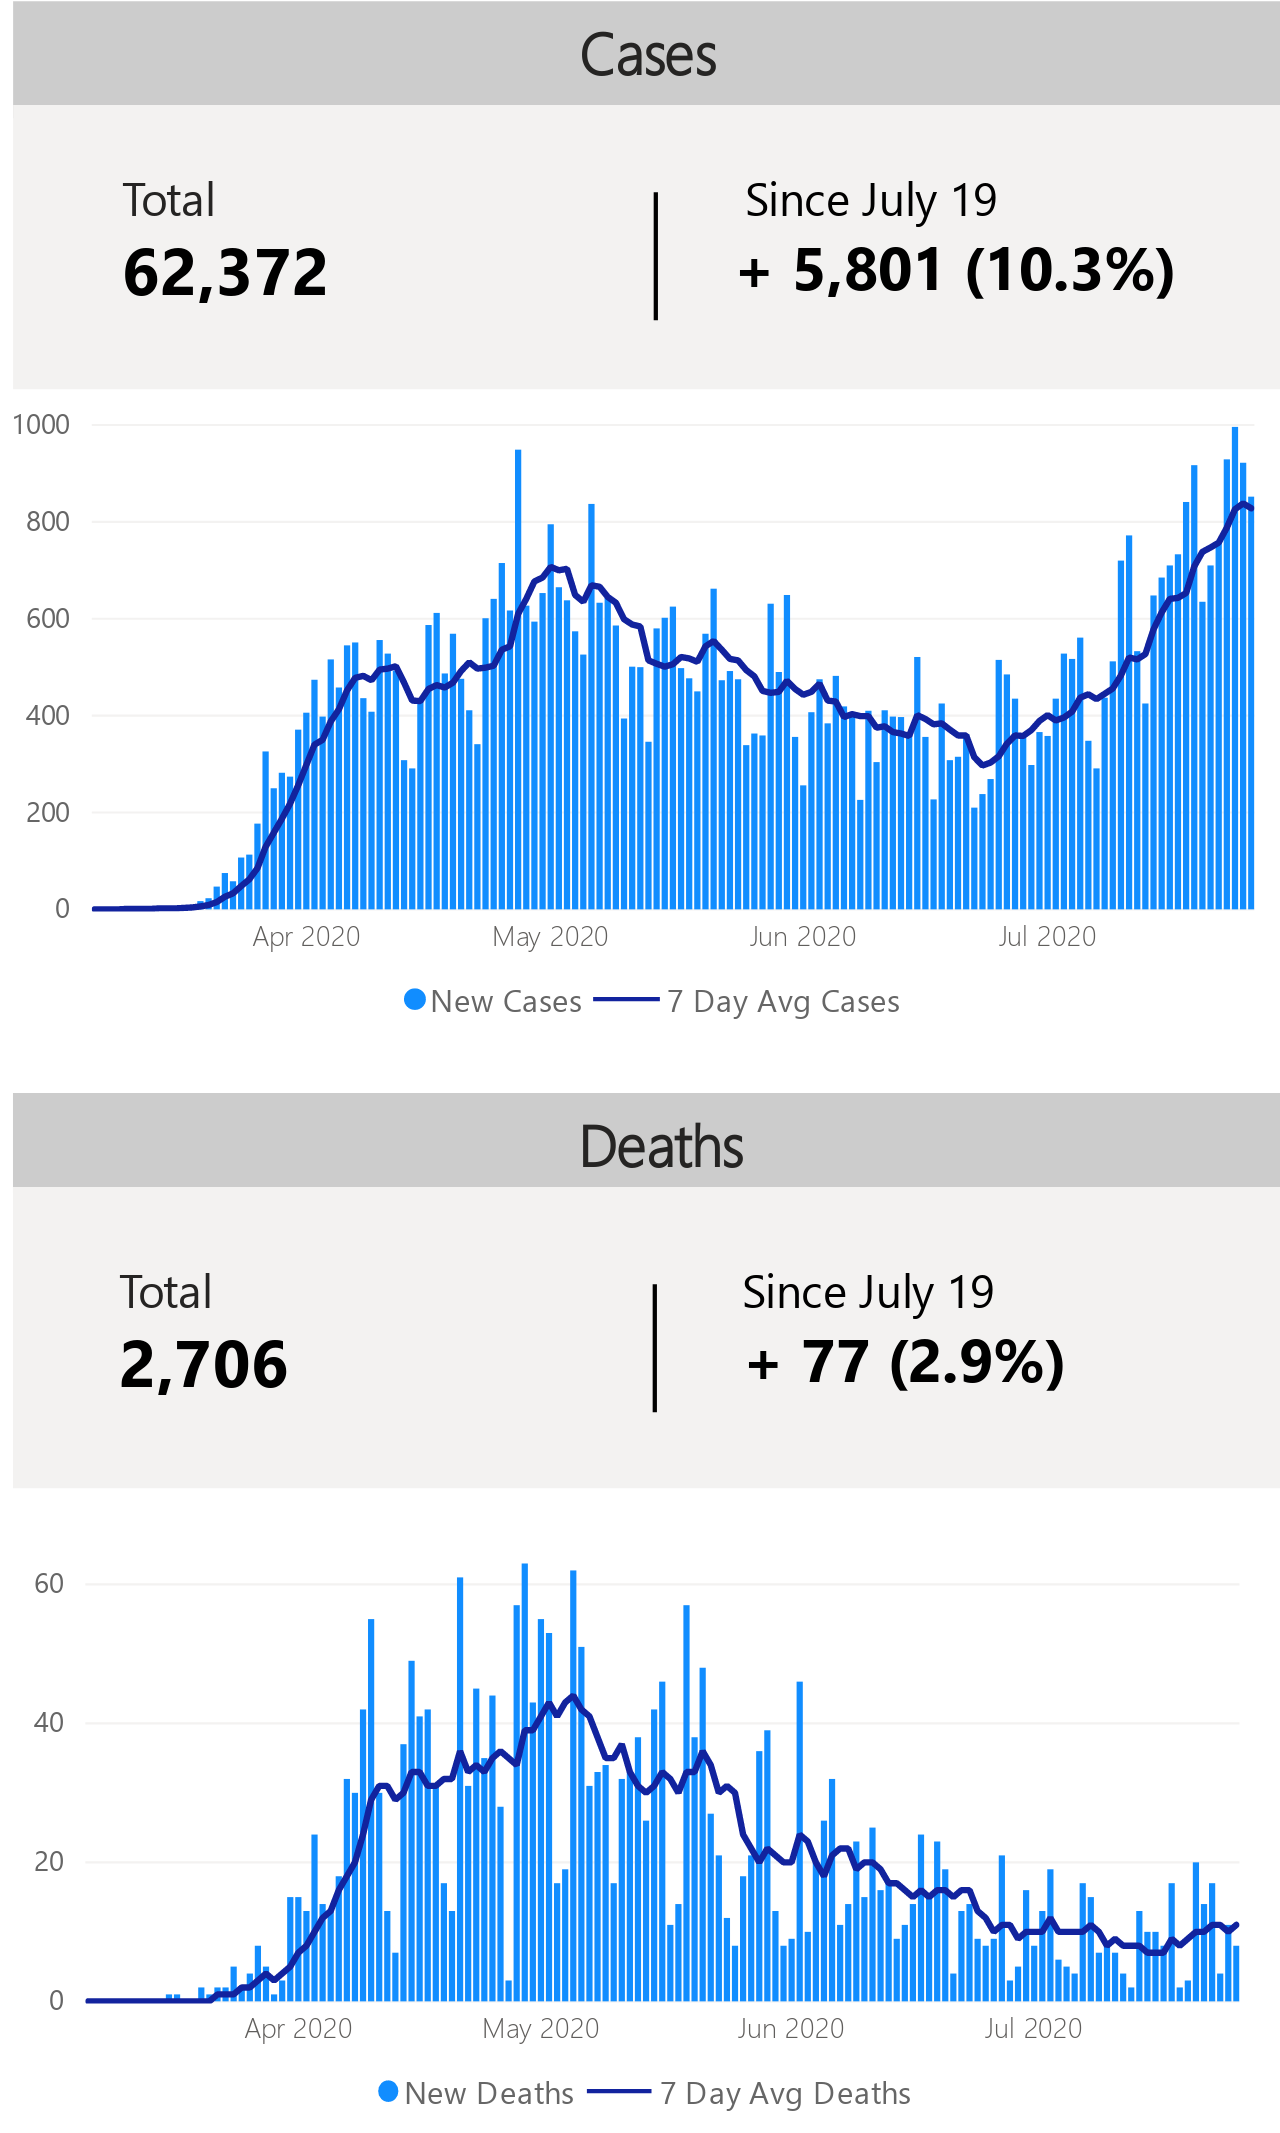 Cases
Total
Since July 19
62,372
+ 5,801 (10.3%)
1000
800
600
400
200
0
Apr 2020
May 2020
Jun 2020
Jul 2020
New Cases
7 Day Avg Cases
Deaths
Total
Since July 19
2,706
+ 77 (2.9%)
60
40
20
0
Apr 2020
May 2020
Jun 2020
Jul 2020
New Deaths
7 Day Avg Deaths